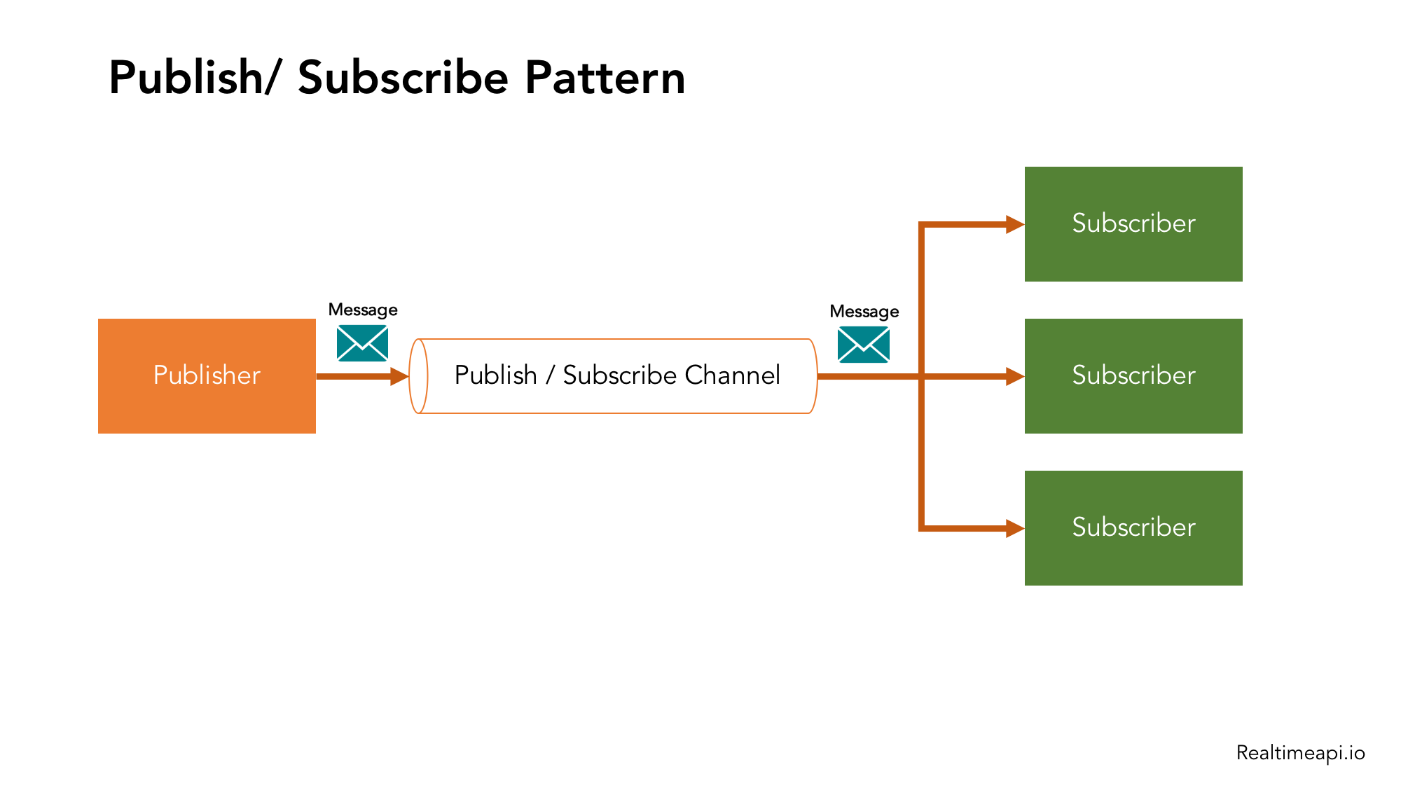 Publish/ Subscribe Pattern
Subscriber
Message
Message
Publisher
Publish / Subscribe Channel
Subscriber
Subscriber
Realtimeapi.io